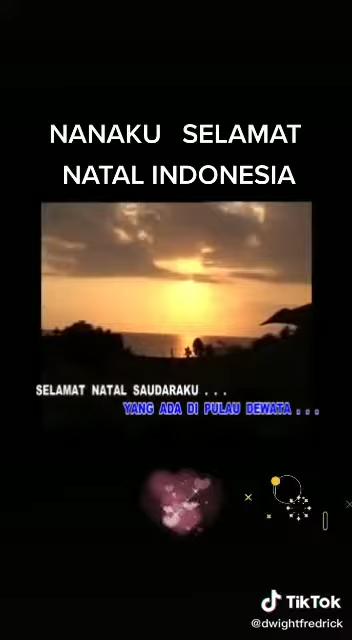 NANAKU SELAMAT
NATAL INDONESIA
SELAMAT NATAL SAUDARAKU . . .
YANG ADA DI PULAU DEWATA . . .
TikTok
@dwightfredrick